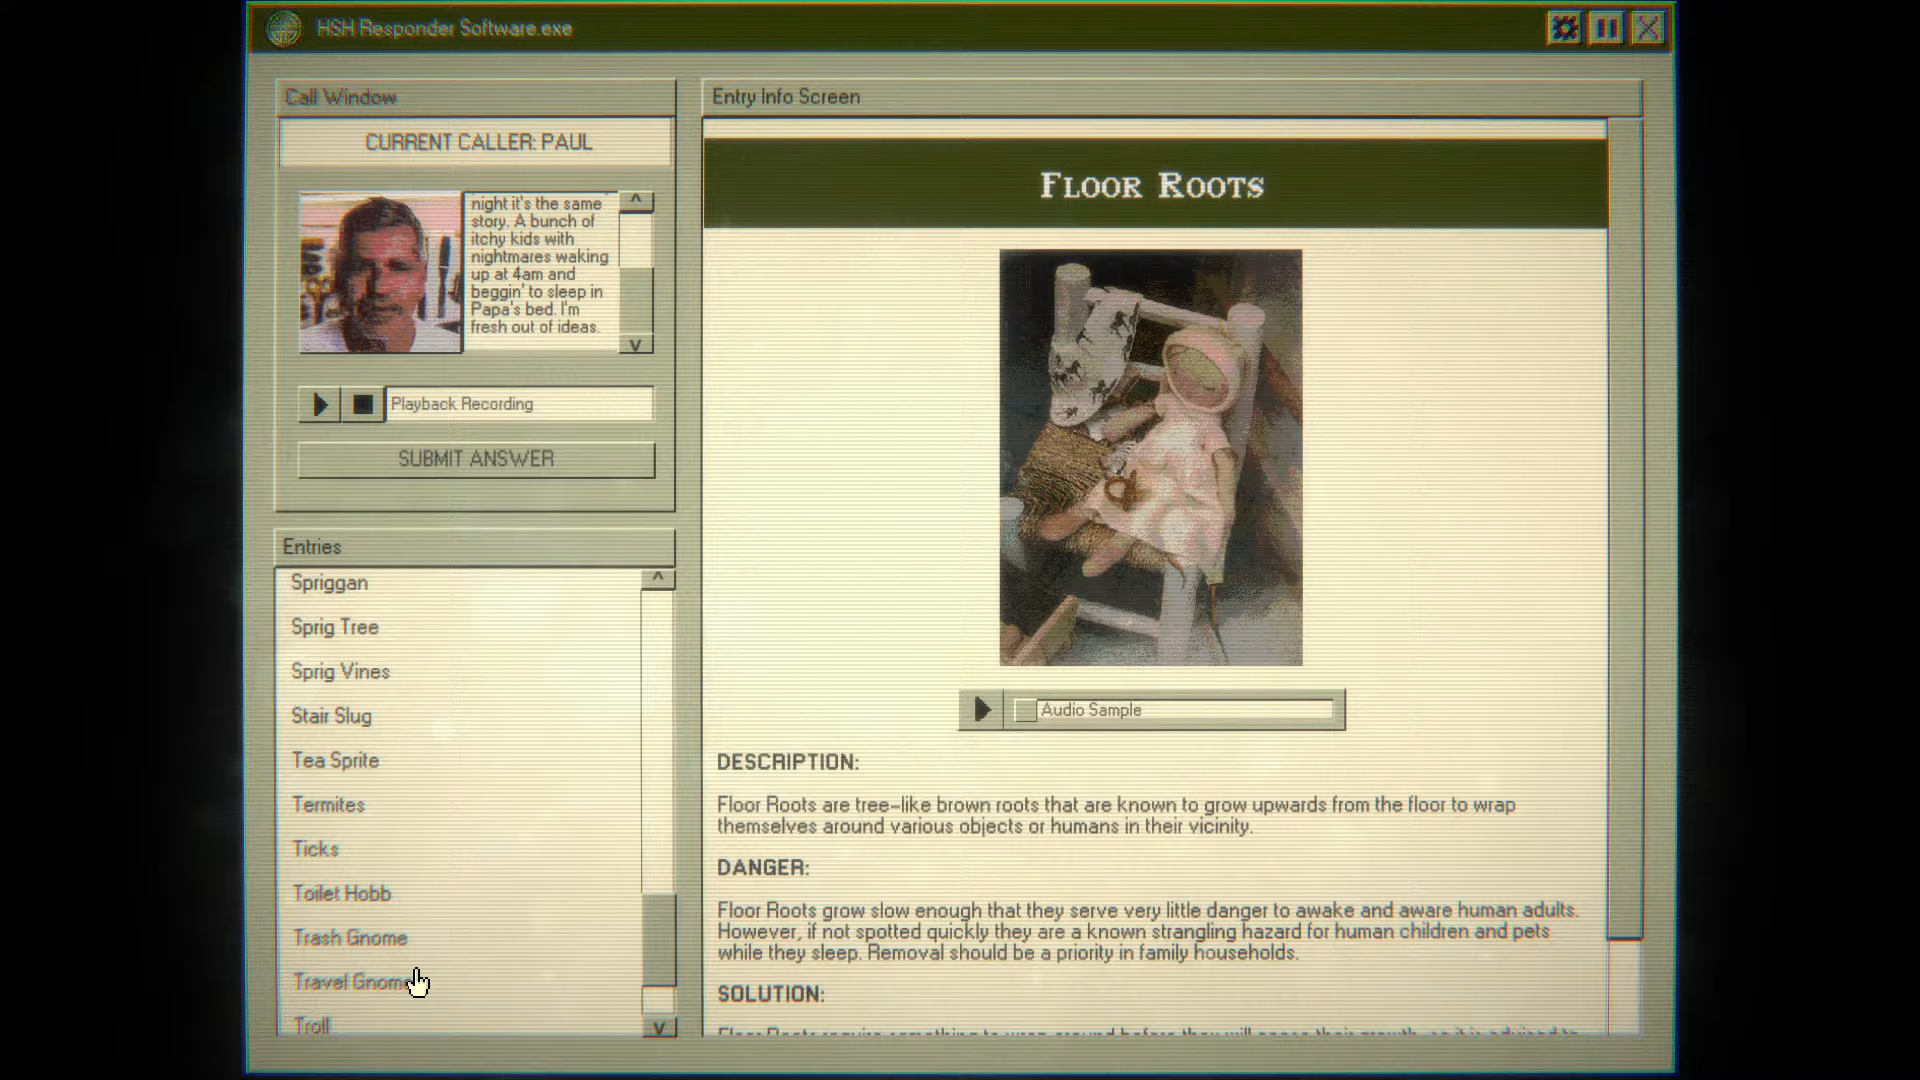 HSH Responder Software.exe
Call Window
CURRENT CALLER: PAUL
night it's the same
story. A bunch of
itchy kids with
nightmares waking
up at 4am and
beggin' to sleep in
Papa's bed. I'm
fresh out of ideas.
Playback Recording
SUBMIT ANSWER
Entries
Spriggan
Sprig Tree
Sprig Vines
Stair Slug
Tea Sprite
Termites
Ticks
Toilet Hobb
Trash Gnome
Travel Gnome
Troll
Entry Info Screen
FLOOR ROOTS
Audio Sample
DESCRIPTION:
Floor Roots are tree-like brown roots that are known to grow upwards from the floor to wrap
themselves around various objects or humans in their vicinity.
DANGER:
Floor Roots grow slow enough that they serve very little danger to awake and aware human adults.
However, if not spotted quickly they are a known strangling hazard for human children and pets
while they sleep. Removal should be a priority in family households.
SOLUTION: